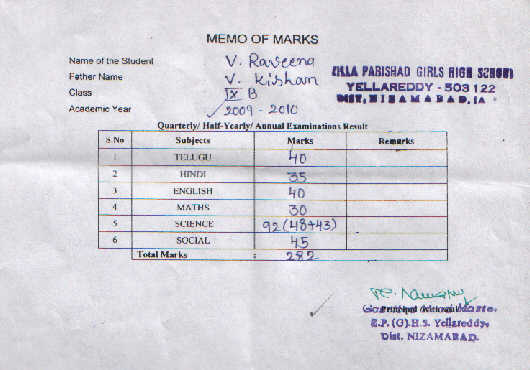 MEMO OF MARKS
Name of the Student V. Raveena
Father Name V. Kishan
Class IX B
Academic Year 2009 - 2010
ZILLA PARISHAD GIRLS HIGH SCHOOL
YELLAREDDY - 503122
DIST. NIZAMABAD.
Quarterly/ Half-Yearly/ Annual Examinations Result
S.No Subjects Marks Remarks
1 TELUGU 40
2 HINDI 35
3 ENGLISH 40
4 MATHS 30
5 SCIENCE 92 (48+43)
6 SOCIAL 45
Total Marks : 282
Z.P.(G).H.S. Yellareddy,
Dist. NIZAMABAD.